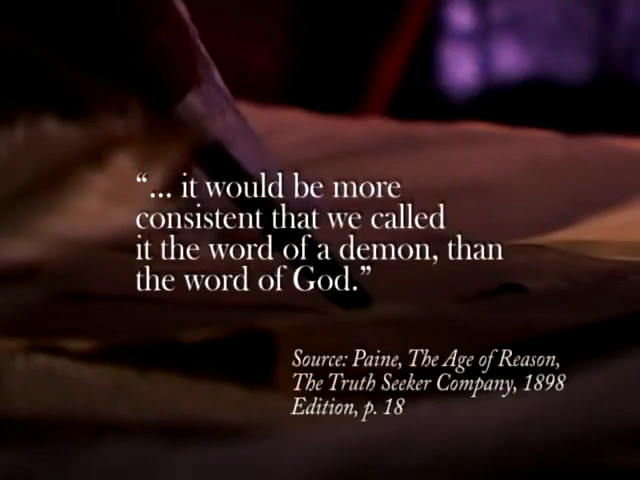 “... it would be more
consistent that we called
it the word of a demon, than
the word of God.”
Source: Paine, The Age of Reason,
The Truth Seeker Company, 1898
Edition, p. 18